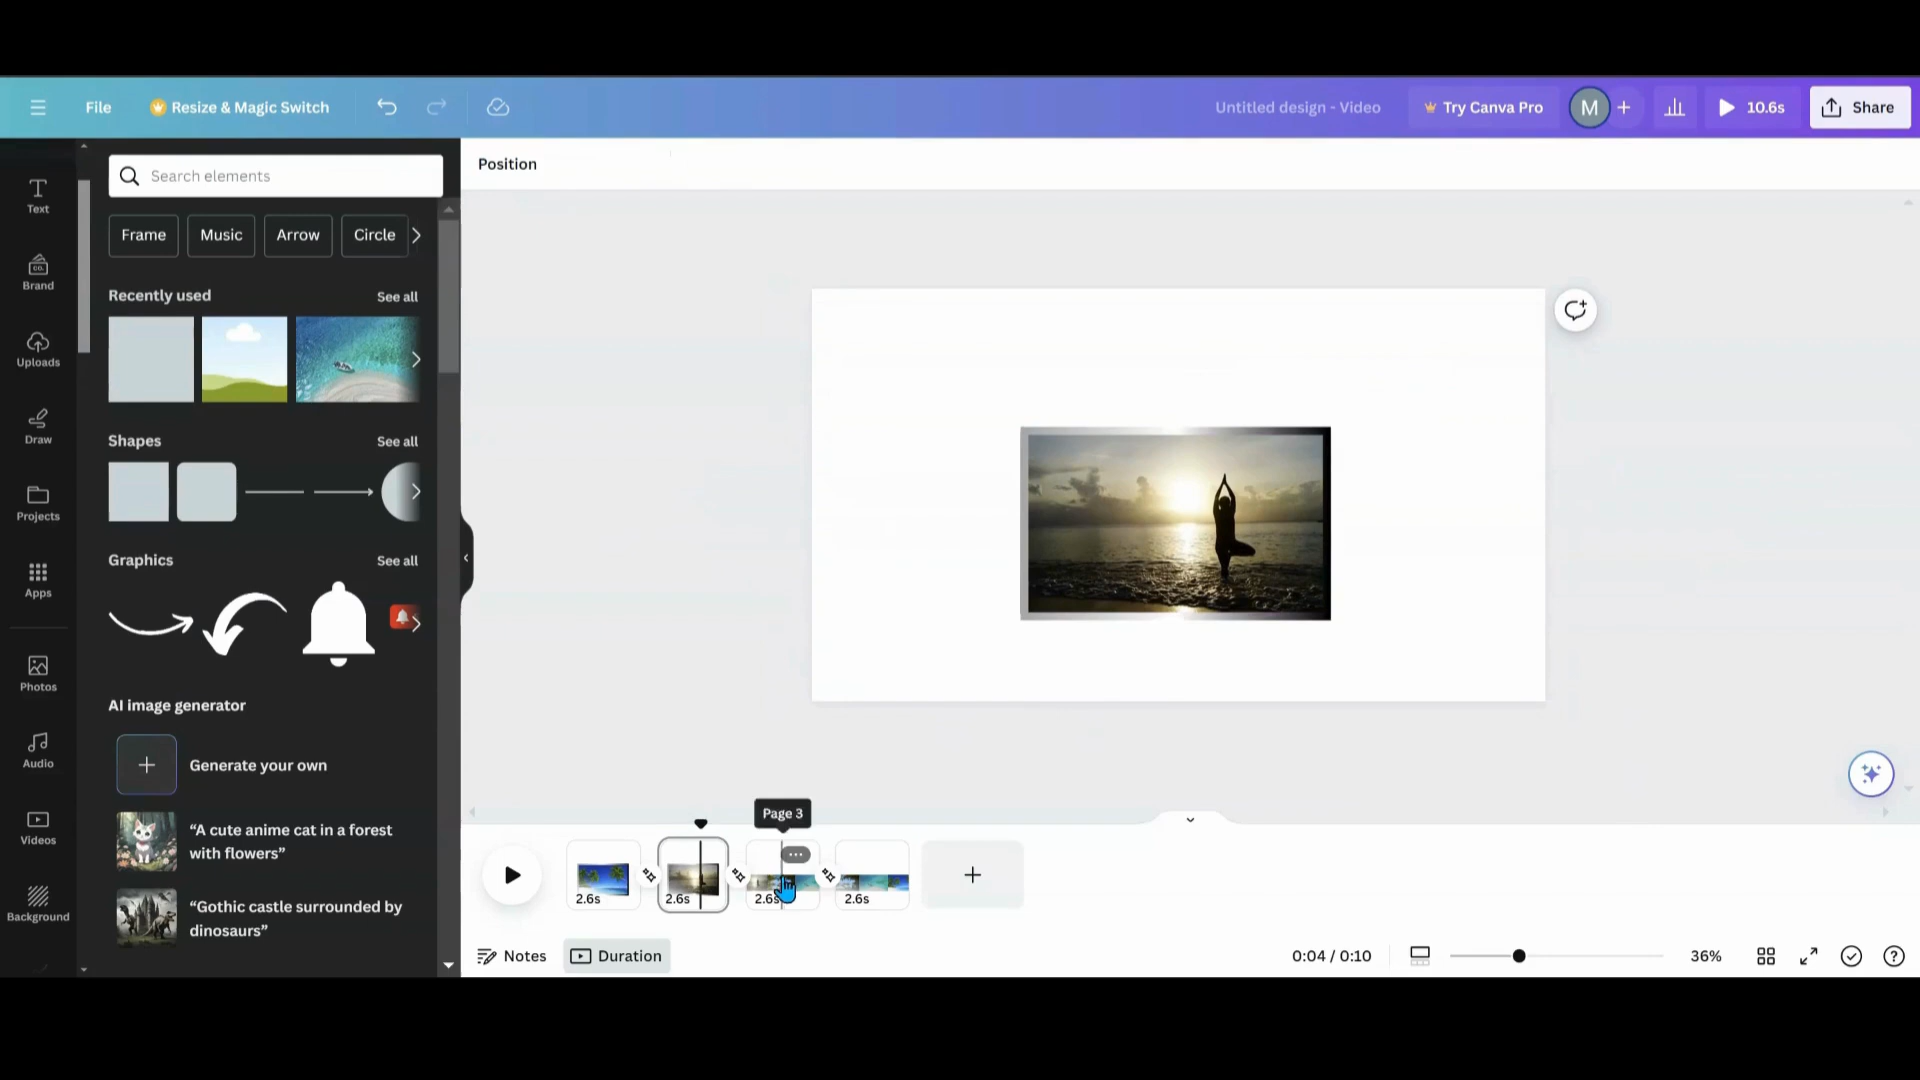 File
Resize & Magic Switch
Untitled design - Video
Try Canva Pro
M
10.6s
Share
Text
Brand
Uploads
Draw
Projects
Apps
Photos
Audio
Videos
Background
Search elements
Frame
Music
Arrow
Circle
Recently used
See all
Shapes
See all
Graphics
See all
AI image generator
Generate your own
“A cute anime cat in a forest
with flowers”
“Gothic castle surrounded by
dinosaurs”
Position
Page 3
2.6s
2.6s
2.6s
2.6s
Notes
Duration
0:04 / 0:10
36%